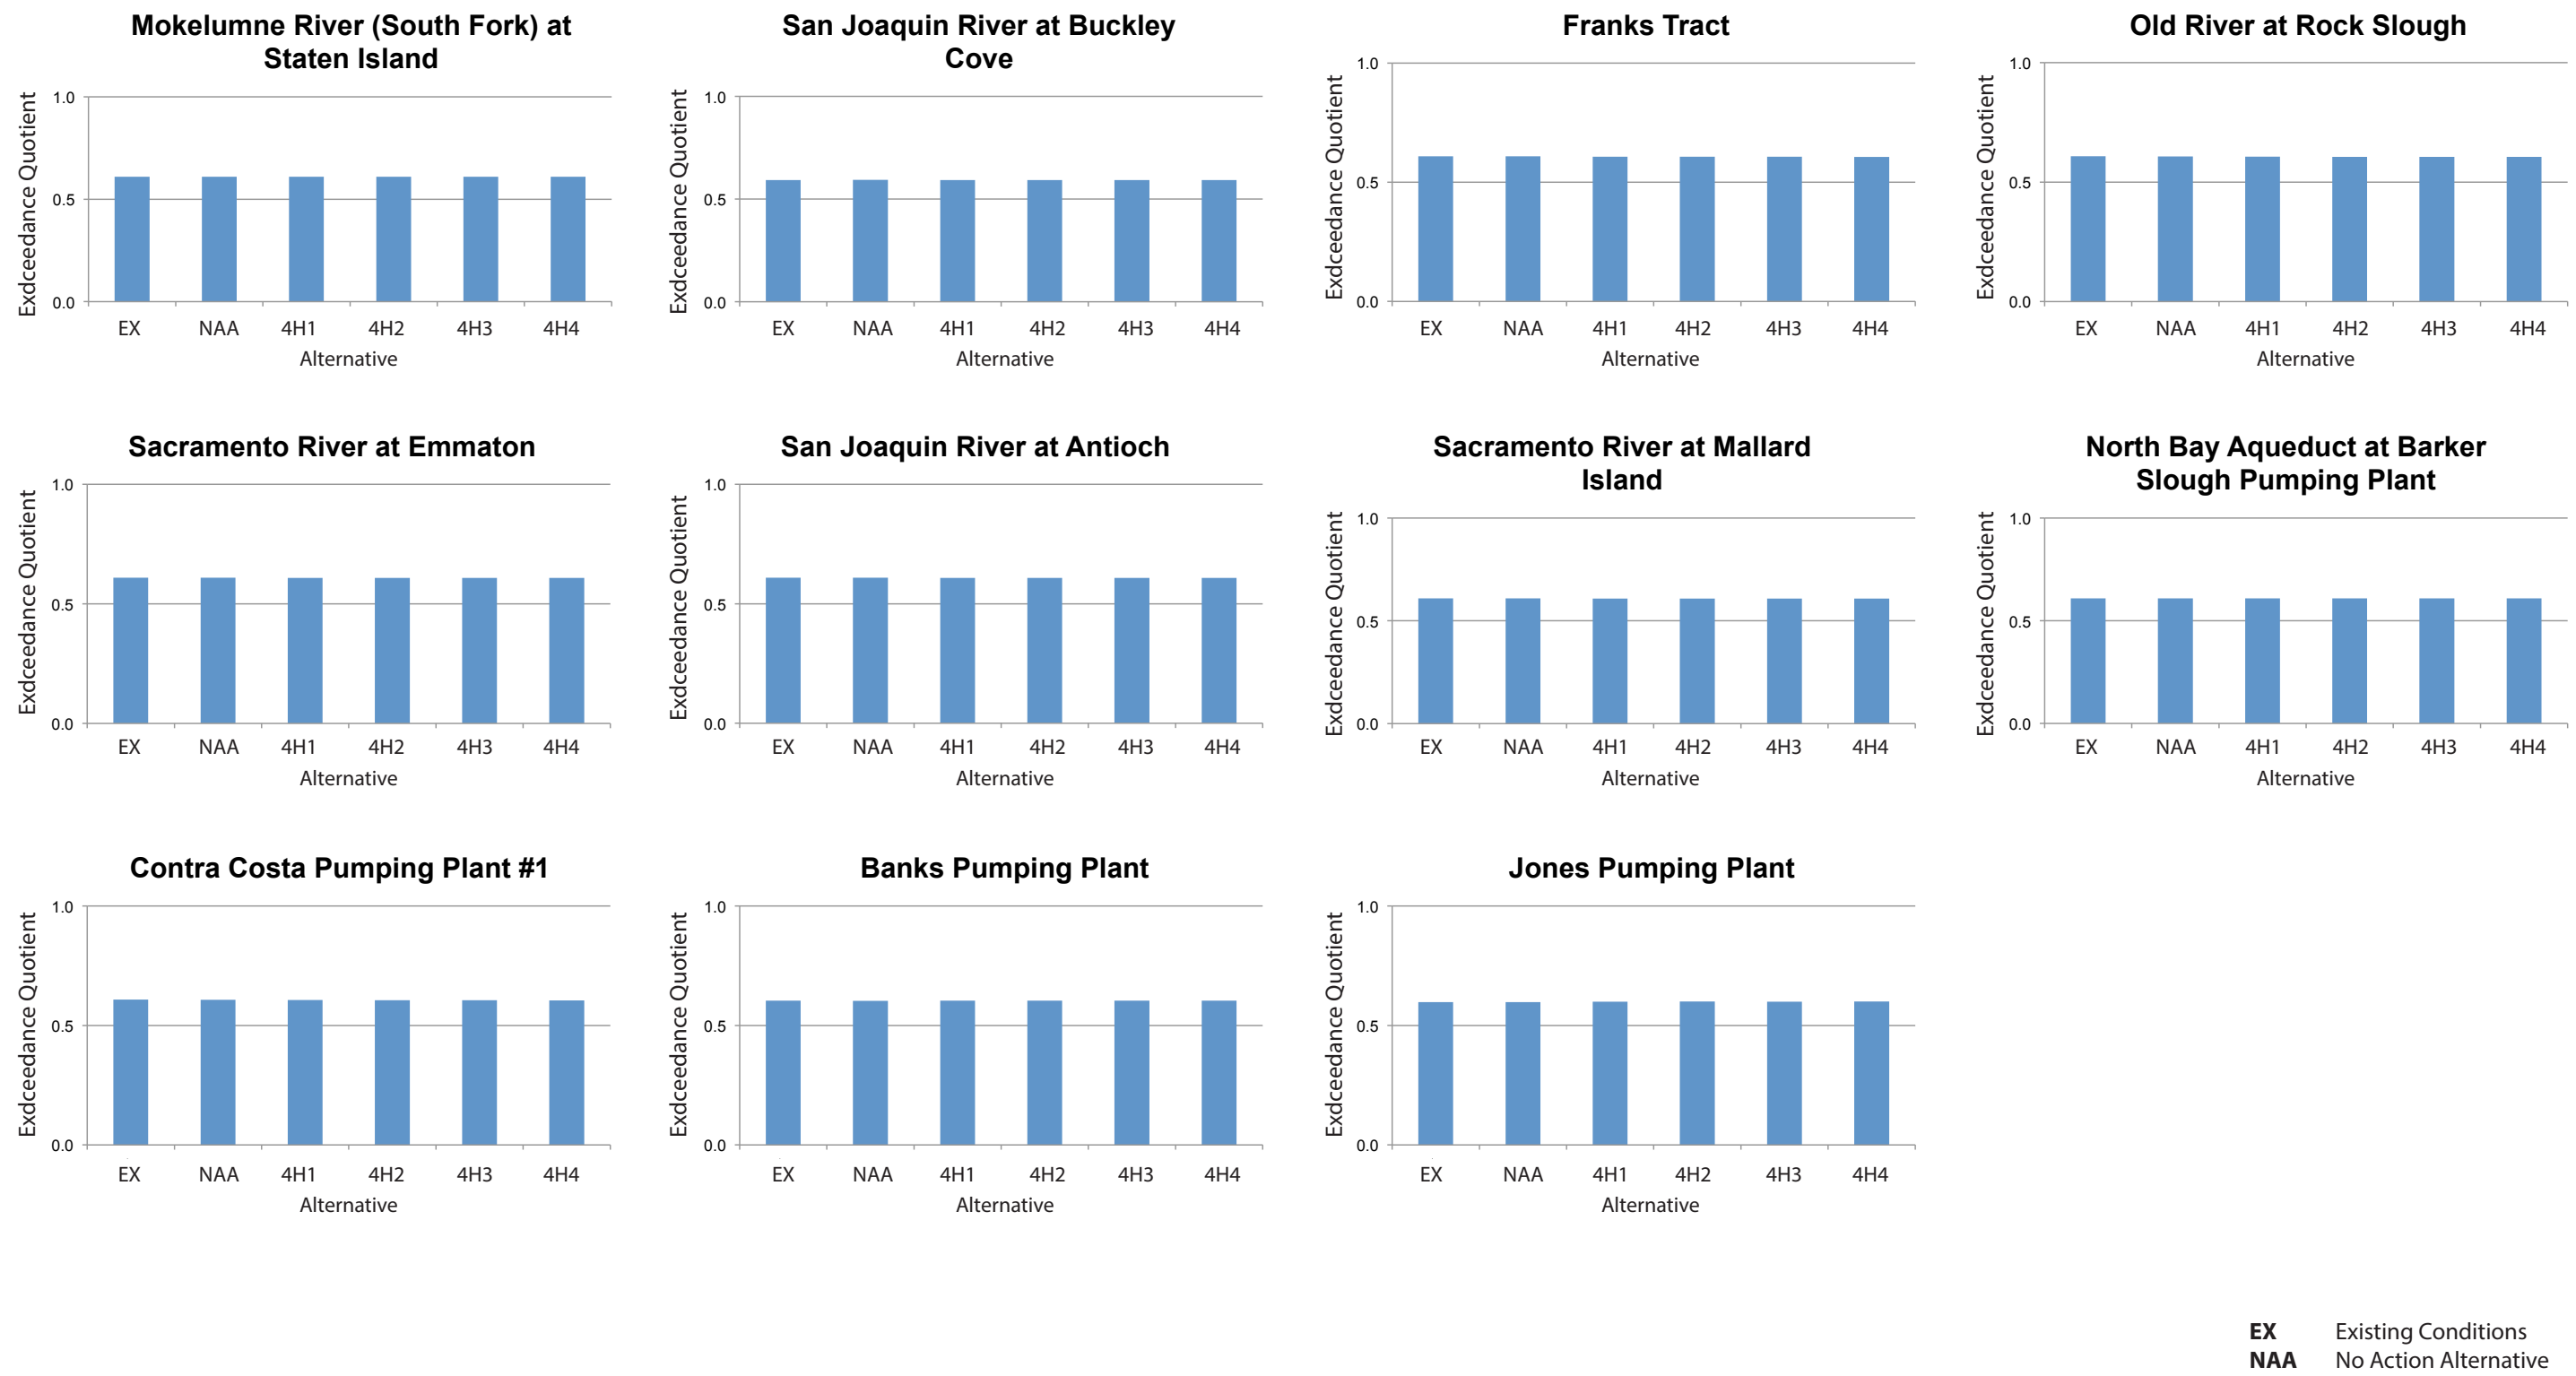 Mokelumne River (South Fork) at
Staten Island
Exdceedance Quotient
1.0
0.5
0.0
EX NAA 4H1 4H2 4H3 4H4
Alternative
San Joaquin River at Buckley
Cove
Exdceedance Quotient
1.0
0.5
0.0
EX NAA 4H1 4H2 4H3 4H4
Alternative
Franks Tract
Exdceedance Quotient
1.0
0.5
0.0
EX NAA 4H1 4H2 4H3 4H4
Alternative
Old River at Rock Slough
Exdceedance Quotient
1.0
0.5
0.0
EX NAA 4H1 4H2 4H3 4H4
Alternative
Sacramento River at Emmaton
Exdceedance Quotient
1.0
0.5
0.0
EX NAA 4H1 4H2 4H3 4H4
Alternative
San Joaquin River at Antioch
Exdceedance Quotient
1.0
0.5
0.0
EX NAA 4H1 4H2 4H3 4H4
Alternative
Sacramento River at Mallard
Island
Exdceedance Quotient
1.0
0.5
0.0
EX NAA 4H1 4H2 4H3 4H4
Alternative
North Bay Aqueduct at Barker
Slough Pumping Plant
Exdceedance Quotient
1.0
0.5
0.0
EX NAA 4H1 4H2 4H3 4H4
Alternative
Contra Costa Pumping Plant #1
Exdceedance Quotient
1.0
0.5
0.0
EX NAA 4H1 4H2 4H3 4H4
Alternative
Banks Pumping Plant
Exdceedance Quotient
1.0
0.5
0.0
EX NAA 4H1 4H2 4H3 4H4
Alternative
Jones Pumping Plant
Exdceedance Quotient
1.0
0.5
0.0
EX NAA 4H1 4H2 4H3 4H4
Alternative
EX Existing Conditions
NAA No Action Alternative